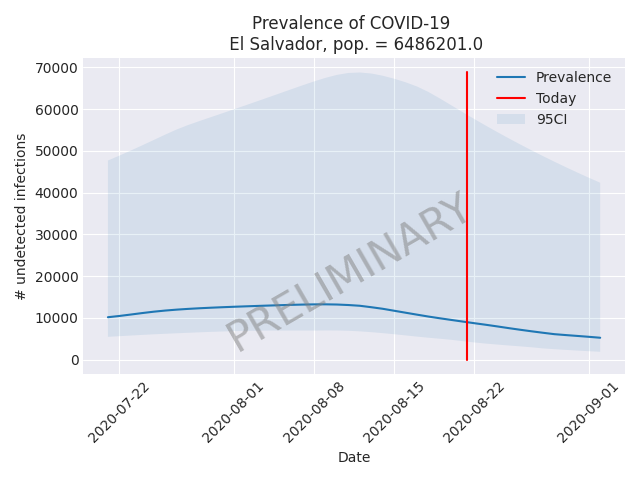 Prevalence of COVID-19
El Salvador, pop. = 6486201.0
70000
60000
50000
40000
30000
20000
10000
0
# undetected infections
Prevalence
Today
95CI
PRELIMINARY
2020-07-22
2020-08-01
2020-08-08
2020-08-15
2020-08-22
2020-09-01
Date